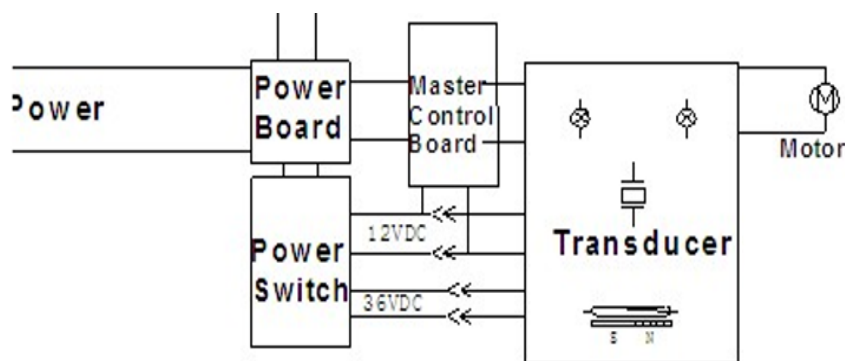 Power
Power
Board
Master
Control
Board
M
Motor
Power
Switch
12VDC
36VDC
Transducer
S N